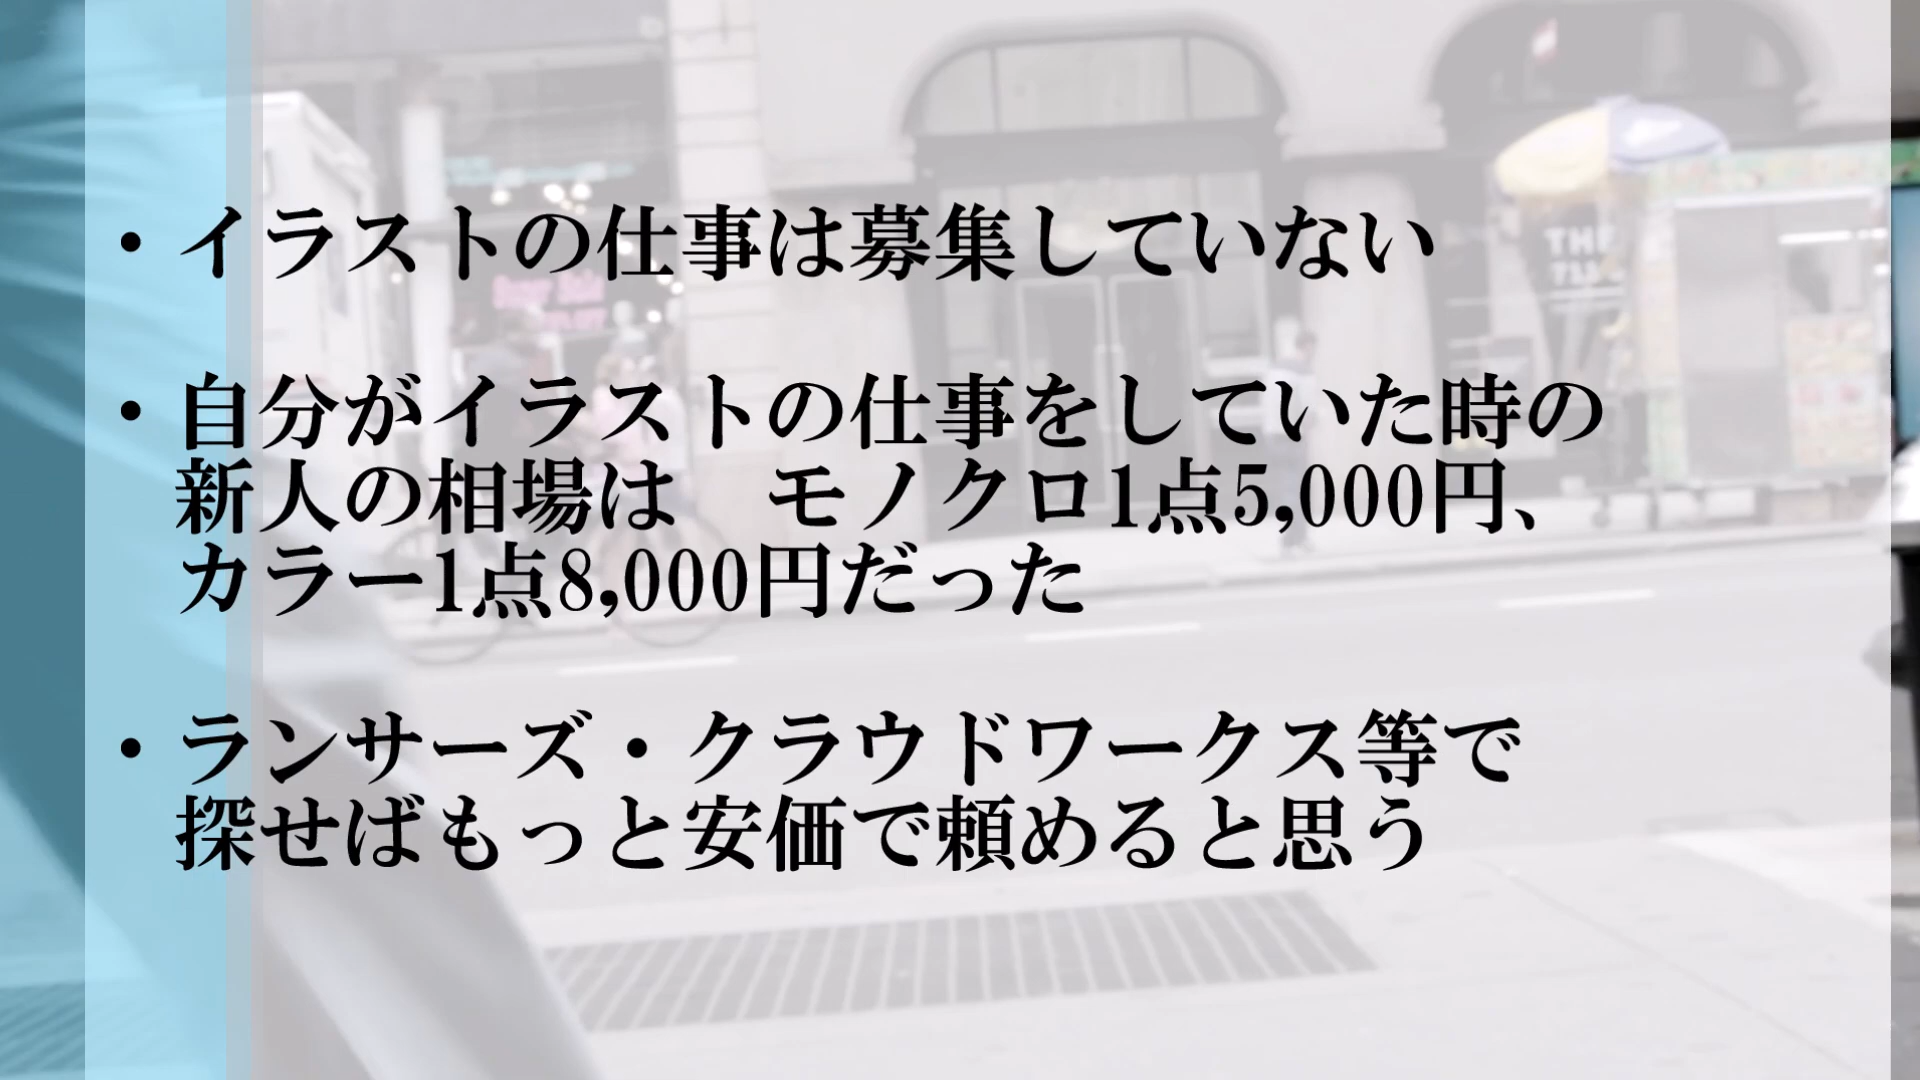 ・イラストの仕事は募集していない
・自分がイラストの仕事をしていた時の
新人の相場は　モノクロ1点5,000円、
カラー1点8,000円だった
・ランサーズ・クラウドワークス等で
探せばもっと安価で頼めると思う
THE